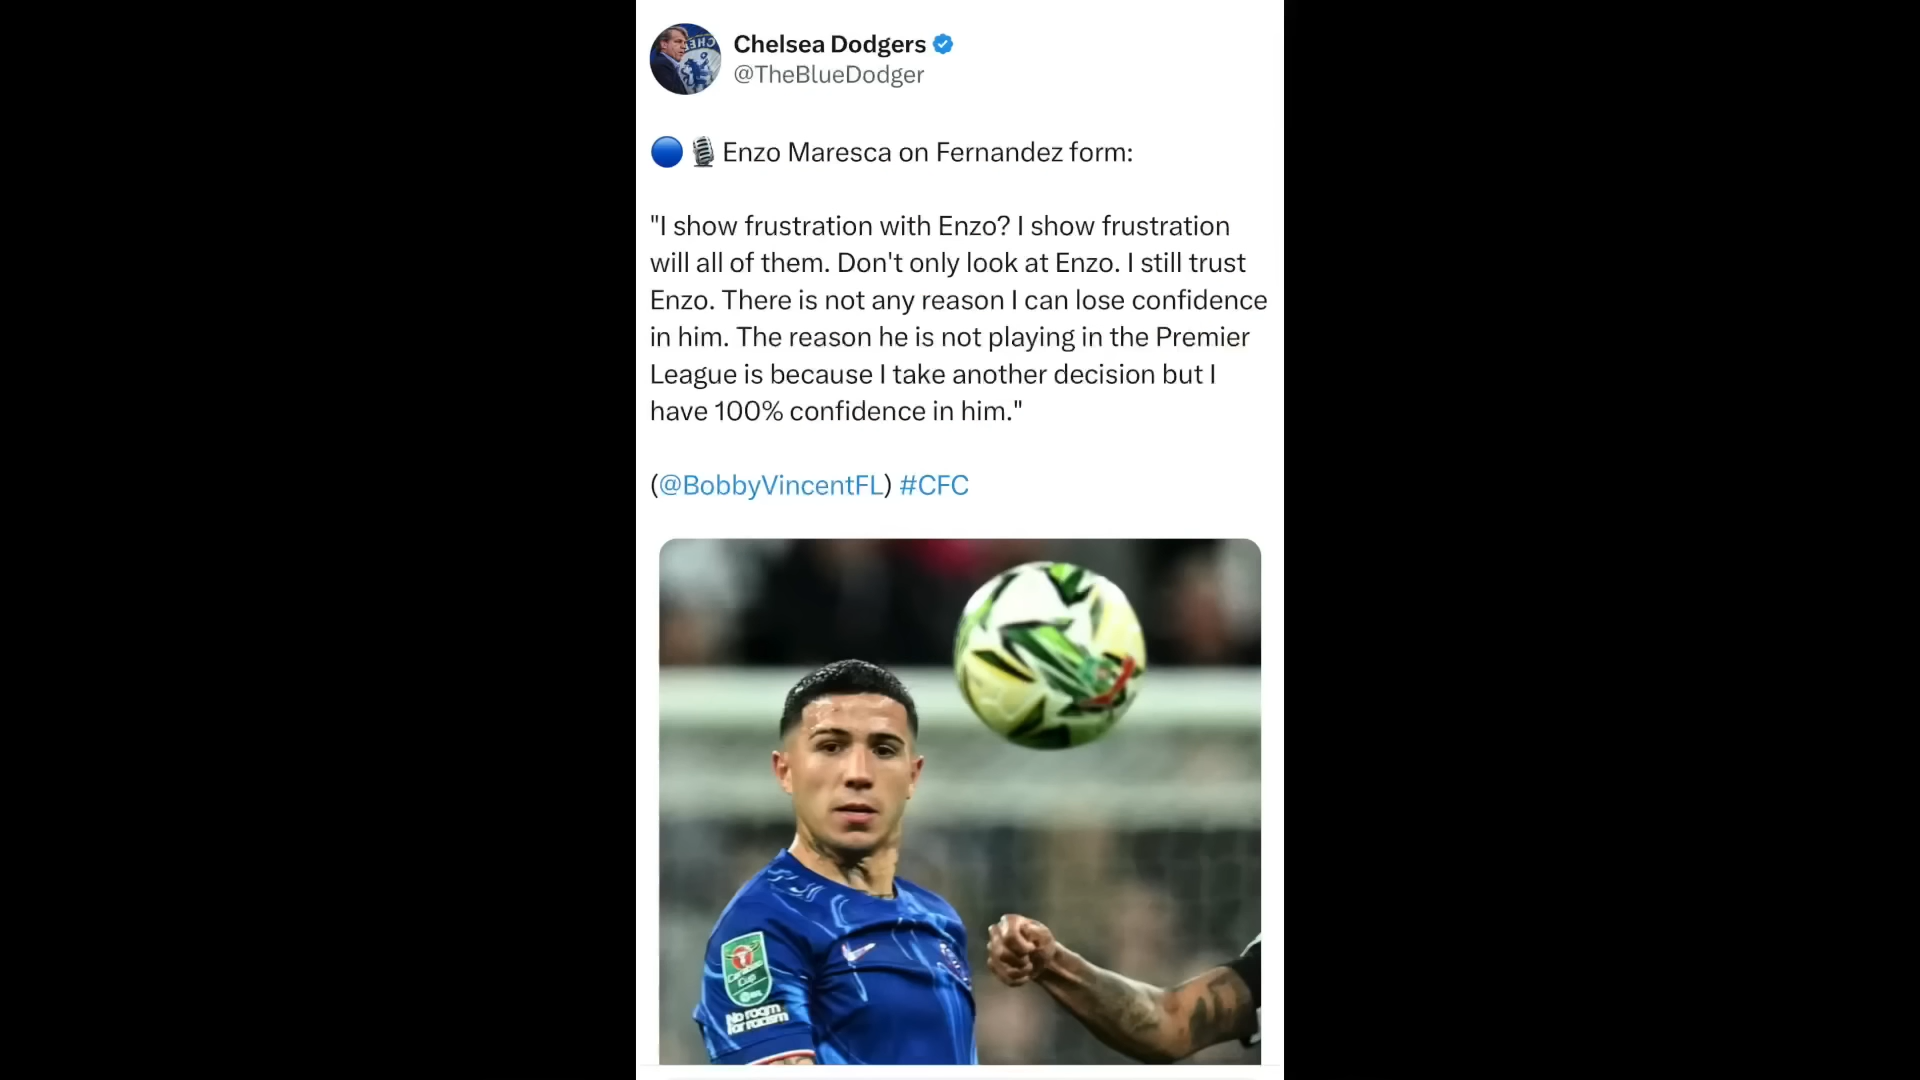 Chelsea Dodgers
@TheBlueDodger
🔵🎙️Enzo Maresca on Fernandez form:
"I show frustration with Enzo? I show frustration
will all of them. Don't only look at Enzo. I still trust
Enzo. There is not any reason I can lose confidence
in him. The reason he is not playing in the Premier
League is because I take another decision but I
have 100% confidence in him."
(@BobbyVincentFL) #CFC
Carabao
Cup
EFL
No room
for racism